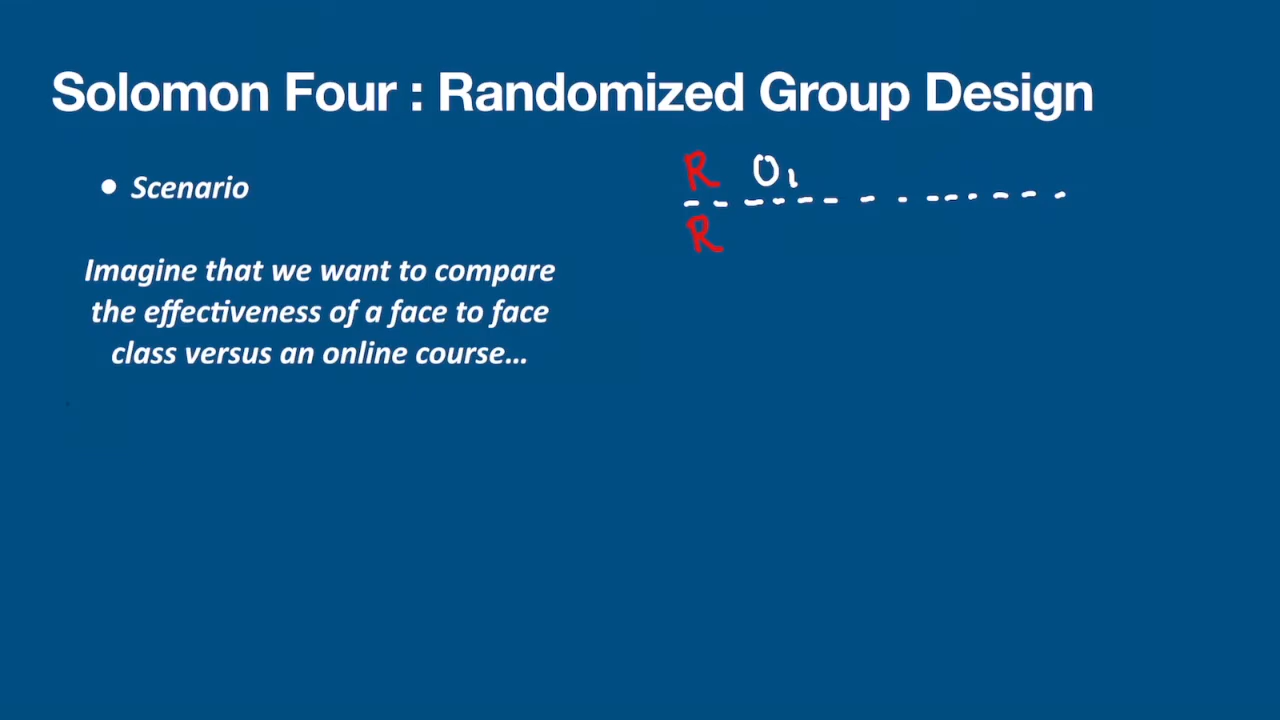 Solomon Four : Randomized Group Design
• Scenario
Imagine that we want to compare
the effectiveness of a face to face
class versus an online course...
R O1
R